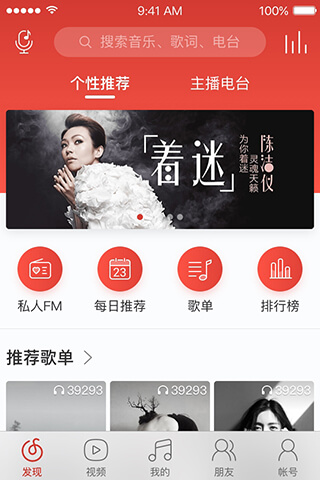 9:41 AM 100%
搜索音乐、歌词、电台
个性推荐 主播电台
「着迷」
陈洁仪
灵魂天籁
为你着迷
23
私人FM 每日推荐 歌单 排行榜
推荐歌单
39293 39293 39293
发现 视频 我的 朋友 帐号